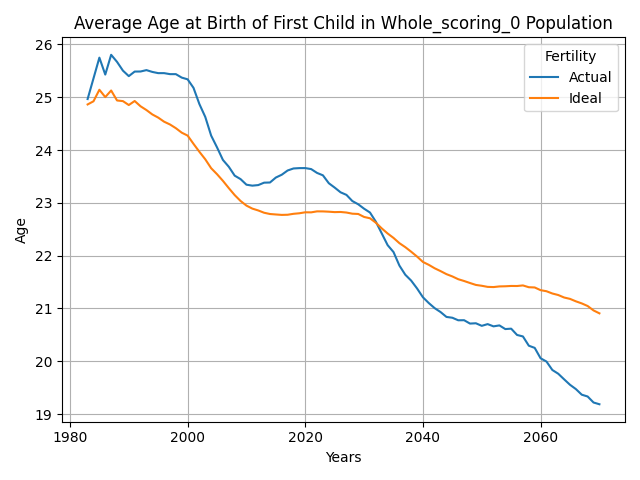 Average Age at Birth of First Child in Whole_scoring_0 Population
Fertility
Actual
Ideal
Age
26
25
24
23
22
21
20
19
1980
2000
2020
2040
2060
Years